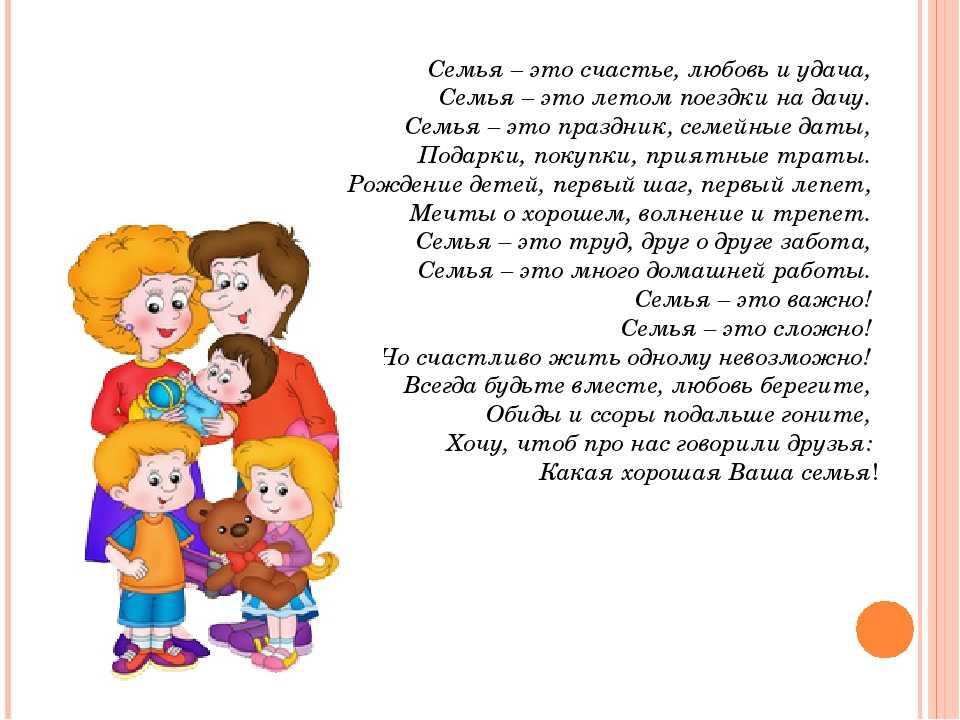 Семья – это счастье, любовь и удача,
Семья – это летом поездки на дачу.
Семья – это праздник, семейные даты,
Подарки, покупки, приятные траты.
Рождение детей, первый шаг, первый лепет,
Мечты о хорошем, волнение и трепет.
Семья – это труд, друг о друге забота,
Семья – это много домашней работы.
Семья – это важно!
Семья – это сложно!
Но счастливо жить одному невозможно!
Всегда будьте вместе, любовь берегите,
Обиды и ссоры подальше гоните,
Хочу, чтоб про нас говорили друзья:
Какая хорошая Ваша семья!